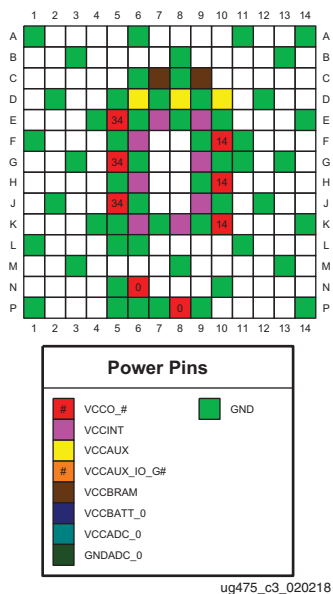 1 2 3 4 5 6 7 8 9 10 11 12 13 14
A A
B B
C C
D D
E 34 E
F 14 F
G 34 G
H 14 H
J 34 J
K 14 K
L L
M M
N 0 N
P 0 P
1 2 3 4 5 6 7 8 9 10 11 12 13 14
Power Pins
# VCCO_# GND
VCCINT
VCCAUX
# VCCAUX_IO_G#
VCCBRAM
VCCBATT_0
VCCADC_0
GNDADC_0
ug475_c3_020218